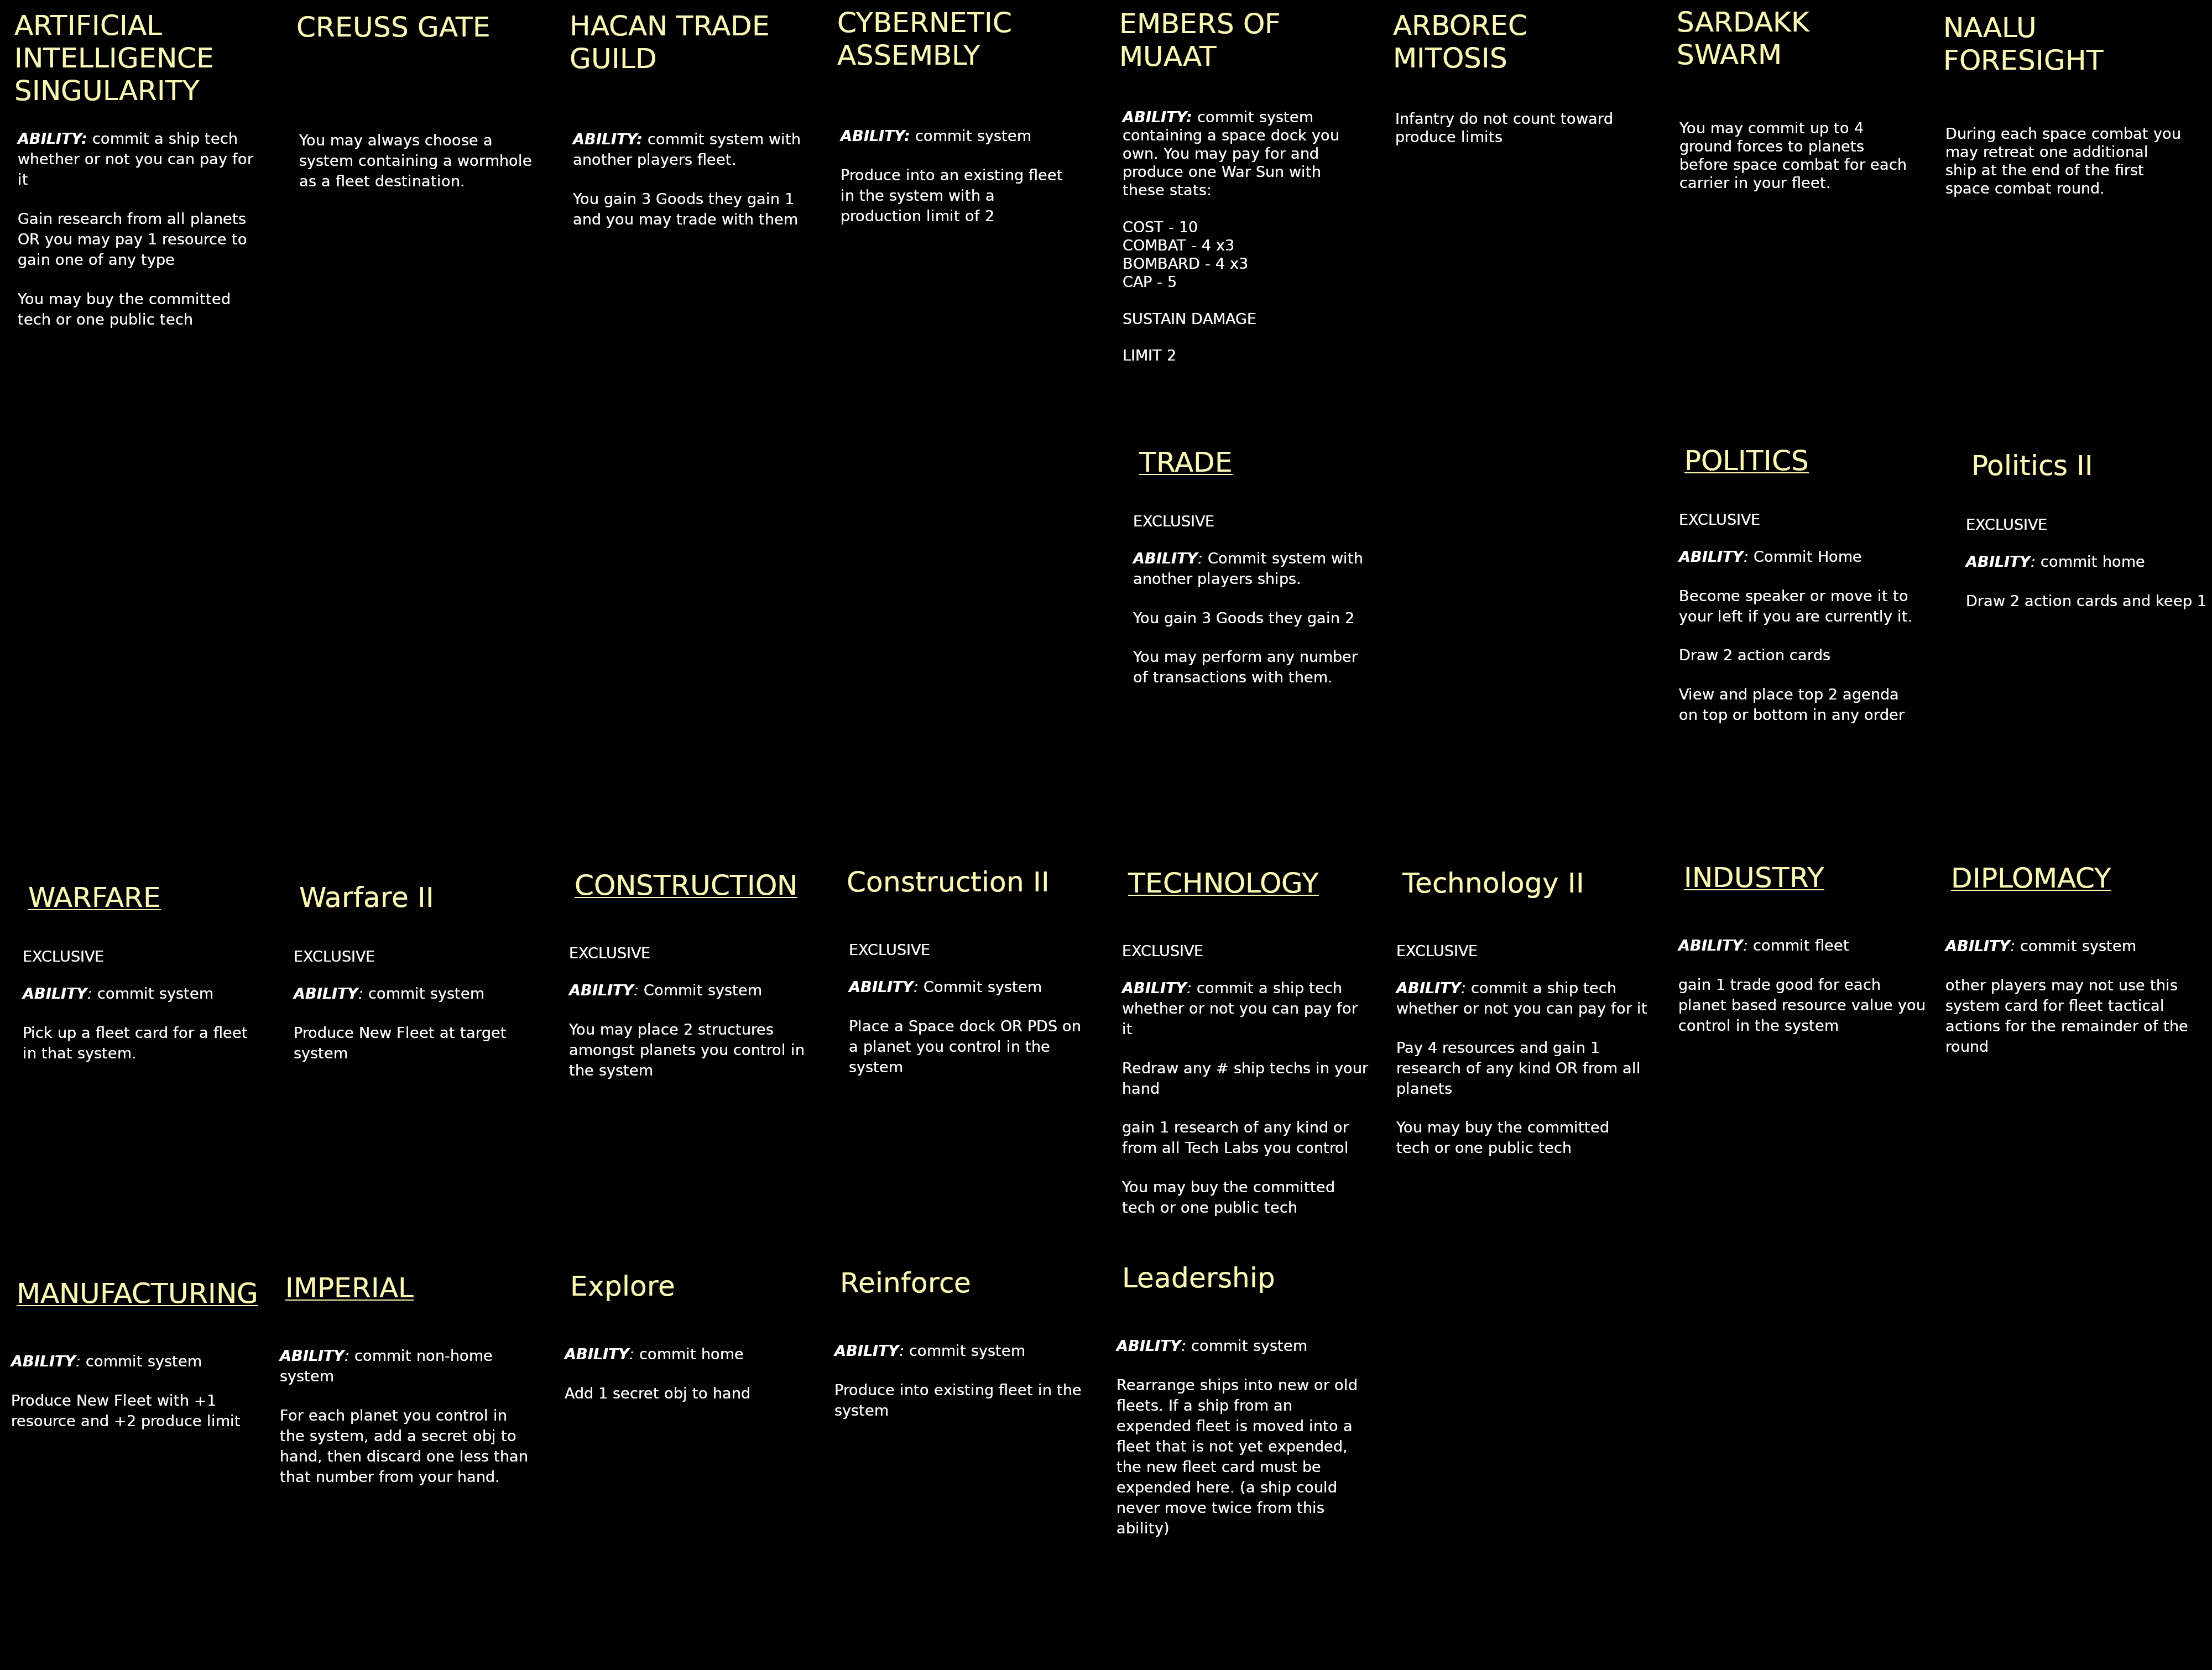 ARTIFICIAL
INTELLIGENCE
SINGULARITY
ABILITY: commit a ship tech
whether or not you can pay for
it
Gain research from all planets
OR you may pay 1 resource to
gain one of any type
You may buy the committed
tech or one public tech
CREUSS GATE
You may always choose a
system containing a wormhole
as a fleet destination.
HACAN TRADE
GUILD
ABILITY: commit system with
another players fleet.
You gain 3 Goods they gain 1
and you may trade with them
CYBERNETIC
ASSEMBLY
ABILITY: commit system
Produce into an existing fleet
in the system with a
production limit of 2
EMBERS OF
MUAAT
ABILITY: commit system
containing a space dock you
own. You may pay for and
produce one War Sun with
these stats:
COST - 10
COMBAT - 4 x3
BOMBARD - 4 x3
CAP - 5
SUSTAIN DAMAGE
LIMIT 2
ARBOREC
MITOSIS
Infantry do not count toward
produce limits
SARDAKK
SWARM
You may commit up to 4
ground forces to planets
before space combat for each
carrier in your fleet.
NAALU
FORESIGHT
During each space combat you
may retreat one additional
ship at the end of the first
space combat round.
TRADE
EXCLUSIVE
ABILITY: Commit system with
another players ships.
You gain 3 Goods they gain 2
You may perform any number
of transactions with them.
POLITICS
EXCLUSIVE
ABILITY: Commit Home
Become speaker or move it to
your left if you are currently it.
Draw 2 action cards
View and place top 2 agenda
on top or bottom in any order
Politics II
EXCLUSIVE
ABILITY: commit home
Draw 2 action cards and keep 1
WARFARE
EXCLUSIVE
ABILITY: commit system
Pick up a fleet card for a fleet
in that system.
Warfare II
EXCLUSIVE
ABILITY: commit system
Produce New Fleet at target
system
CONSTRUCTION
EXCLUSIVE
ABILITY: Commit system
You may place 2 structures
amongst planets you control in
the system
Construction II
EXCLUSIVE
ABILITY: Commit system
Place a Space dock OR PDS on
a planet you control in the
system
TECHNOLOGY
EXCLUSIVE
ABILITY: commit a ship tech
whether or not you can pay for
it
Redraw any # ship techs in your
hand
gain 1 research of any kind or
from all Tech Labs you control
You may buy the committed
tech or one public tech
Technology II
EXCLUSIVE
ABILITY: commit a ship tech
whether or not you can pay for it
Pay 4 resources and gain 1
research of any kind OR from all
planets
You may buy the committed
tech or one public tech
INDUSTRY
ABILITY: commit fleet
gain 1 trade good for each
planet based resource value you
control in the system
DIPLOMACY
ABILITY: commit system
other players may not use this
system card for fleet tactical
actions for the remainder of the
round
MANUFACTURING
ABILITY: commit system
Produce New Fleet with +1
resource and +2 produce limit
IMPERIAL
ABILITY: commit non-home
system
For each planet you control in
the system, add a secret obj to
hand, then discard one less than
that number from your hand.
Explore
ABILITY: commit home
Add 1 secret obj to hand
Reinforce
ABILITY: commit system
Produce into existing fleet in the
system
Leadership
ABILITY: commit system
Rearrange ships into new or old
fleets. If a ship from an
expended fleet is moved into a
fleet that is not yet expended,
the new fleet card must be
expended here. (a ship could
never move twice from this
ability)